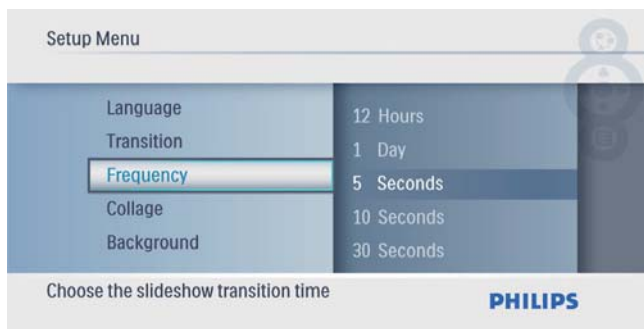 Setup Menu
Language
Transition
Frequency
Collage
Background
12 Hours
1 Day
5 Seconds
10 Seconds
30 Seconds
Choose the slideshow transition time
PHILIPS